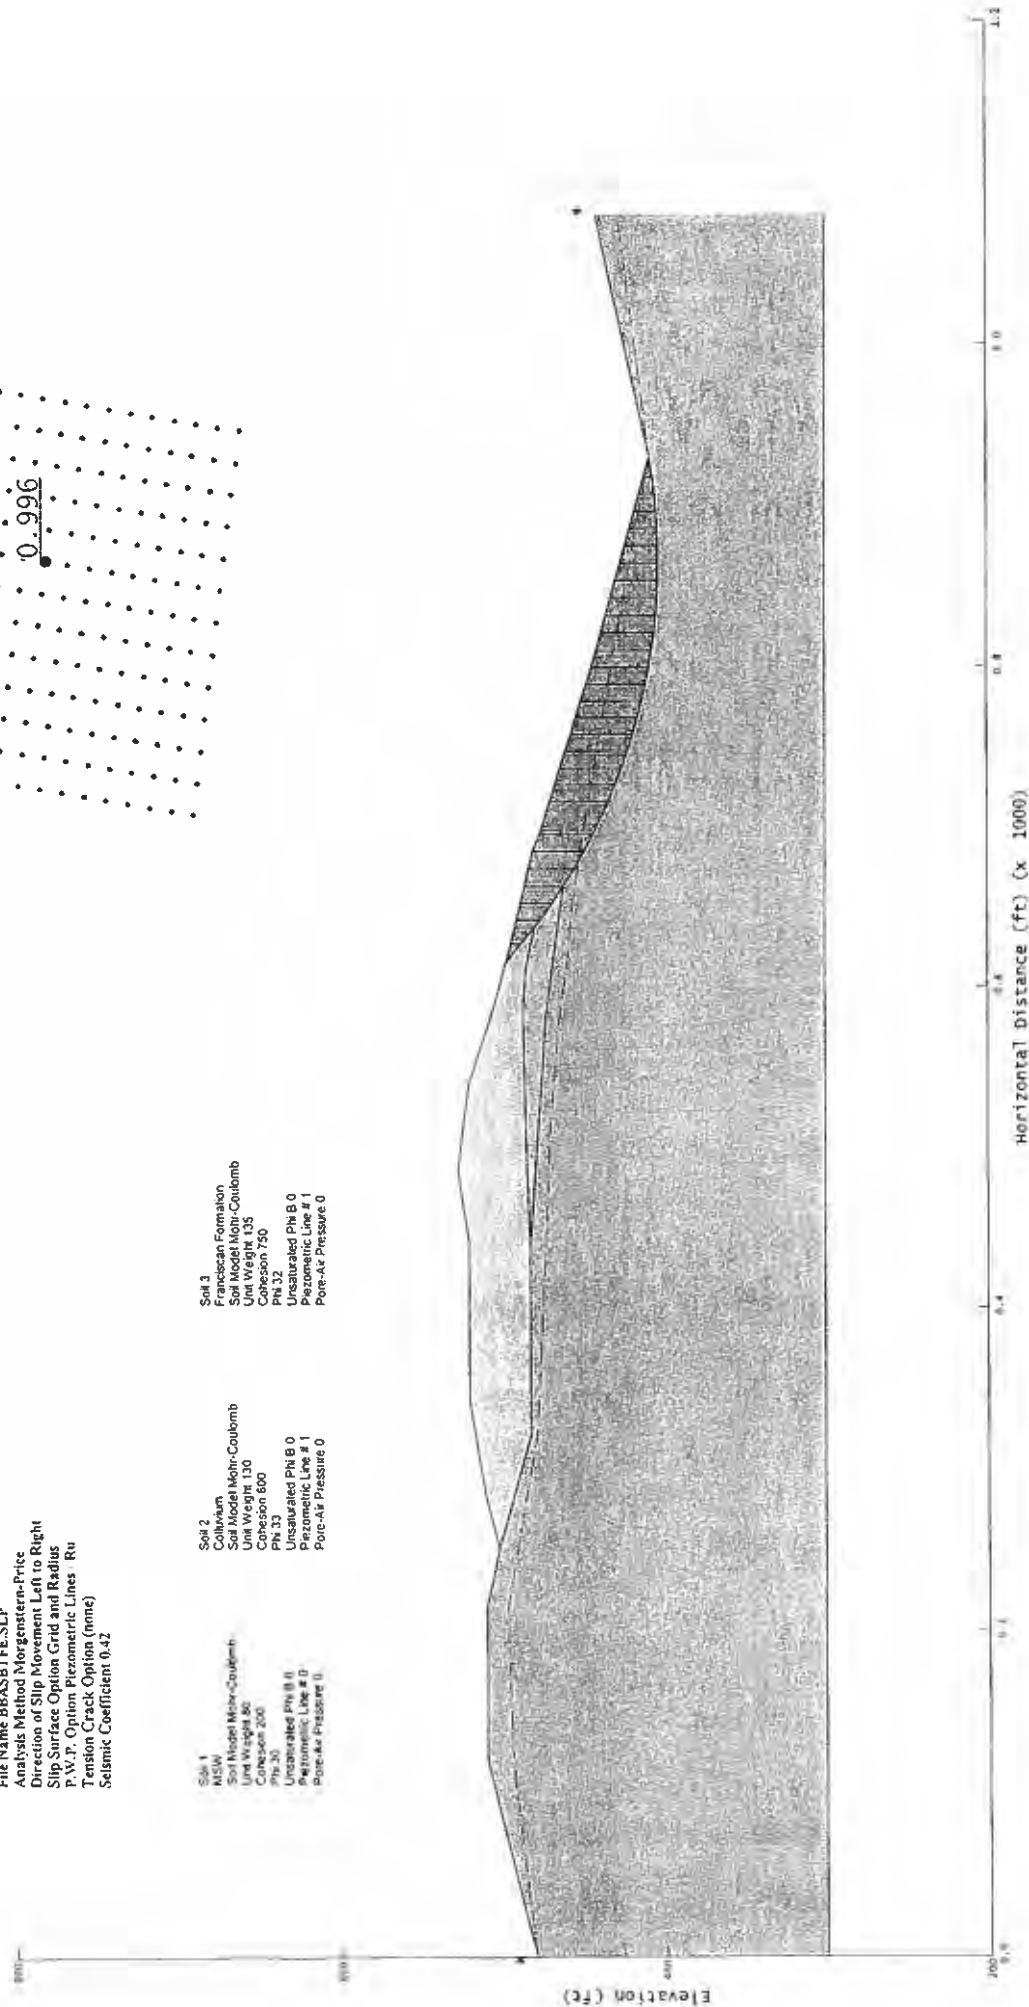 File Name BBASBTFE.SLP
Analysis Method Morgenstern-Price
Direction of Slip Movement Left to Right
Slip Surface Option Grid and Radius
P.W.P. Option Piezometric Lines Ru
Tension Crack Option (none)
Seismic Coefficient 0.42
0.996
Soil 1
MSW
Soil Model Mohr-Coulomb
Unit Weight 80
Cohesion 200
Phi 30
Unsaturated Phi B 0
Piezometric Line # 0
Pore-Air Pressure 0
Soil 2
Colluvium
Soil Model Mohr-Coulomb
Unit Weight 130
Cohesion 600
Phi 33
Unsaturated Phi B 0
Piezometric Line # 1
Pore-Air Pressure 0
Soil 3
Franciscan Formation
Soil Model Mohr-Coulomb
Unit Weight 135
Cohesion 750
Phi 32
Unsaturated Phi B 0
Piezometric Line # 1
Pore-Air Pressure 0
Elevation (ft)
200
Horizontal Distance (ft) (x 1000)